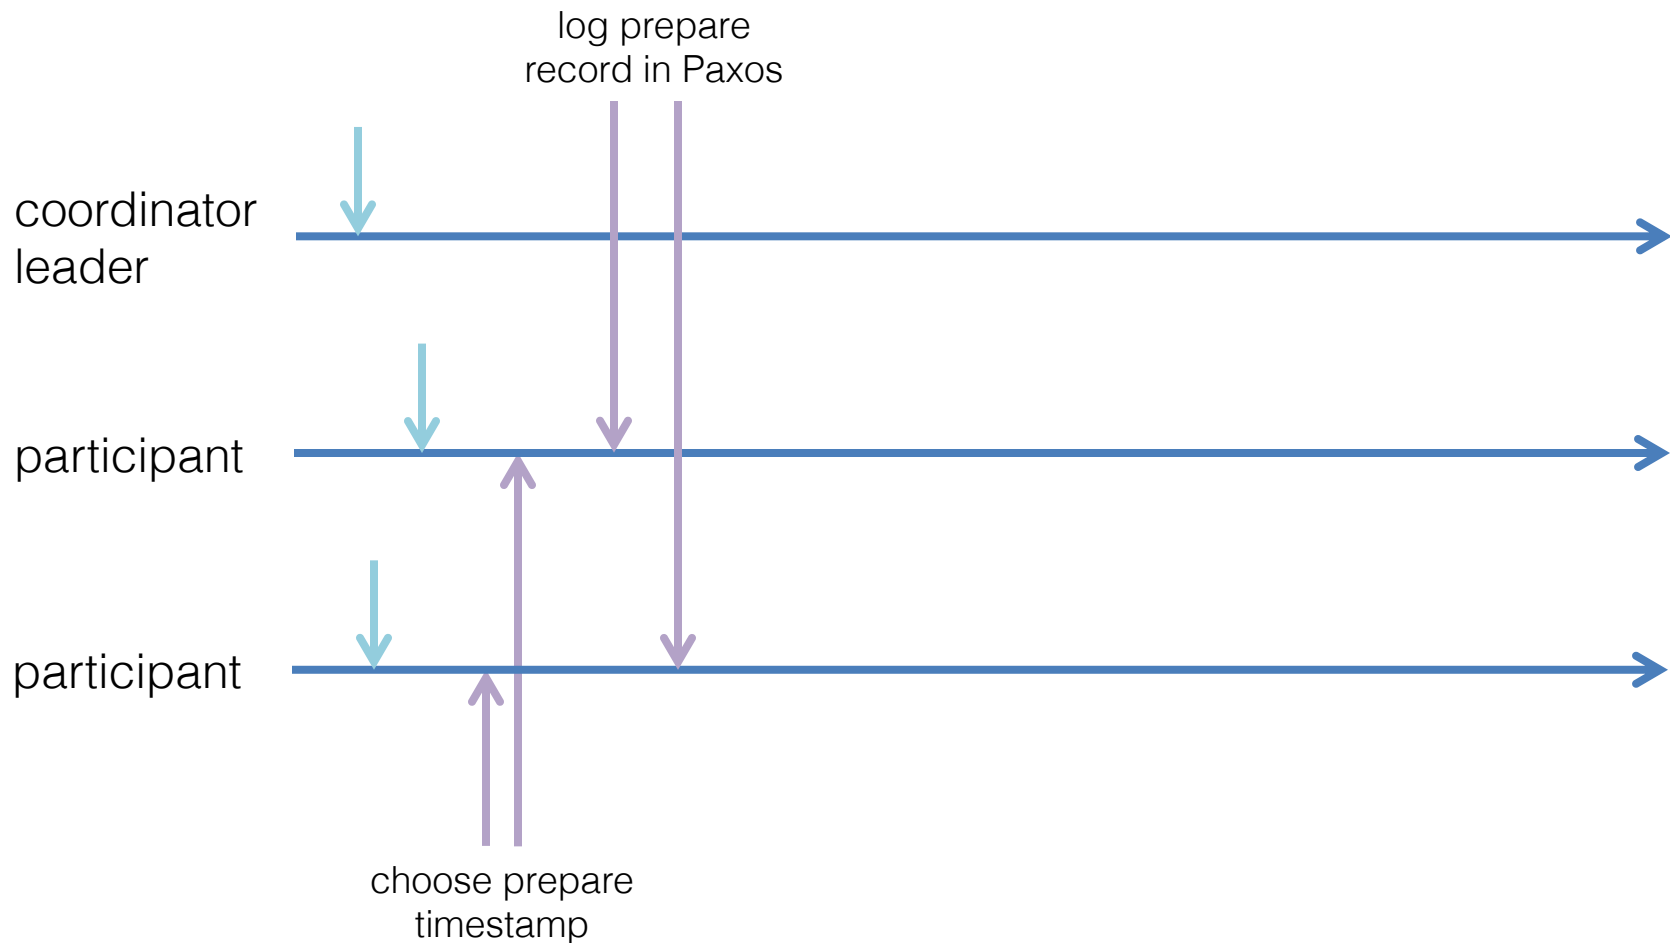 log prepare
record in Paxos
coordinator
leader
participant
participant
choose prepare
timestamp